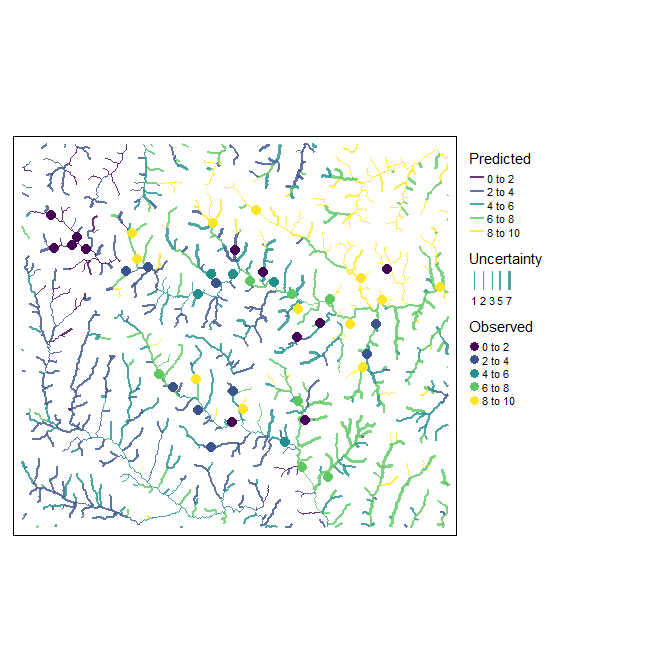 Predicted
0 to 2
2 to 4
4 to 6
6 to 8
8 to 10
Uncertainty
1 2 3 5 7
Observed
0 to 2
2 to 4
4 to 6
6 to 8
8 to 10